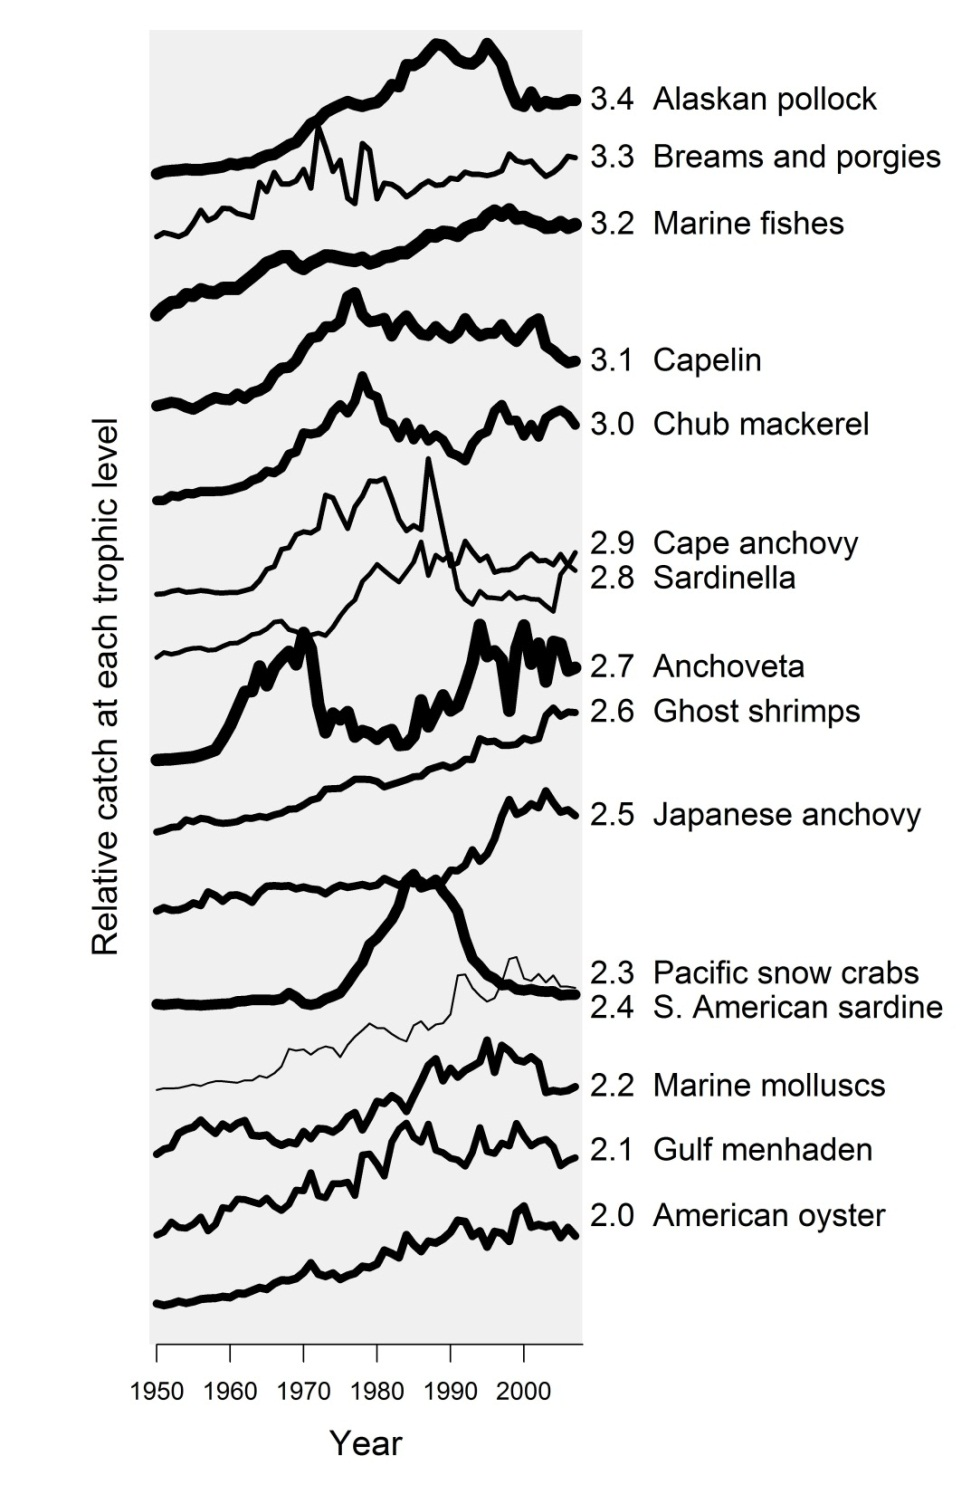 3.4 Alaskan pollock
3.3 Breams and porgies
3.2 Marine fishes
3.1 Capelin
3.0 Chub mackerel
2.9 Cape anchovy
2.8 Sardinella
2.7 Anchoveta
2.6 Ghost shrimps
2.5 Japanese anchovy
2.3 Pacific snow crabs
2.4 S. American sardine
2.2 Marine molluscs
2.1 Gulf menhaden
2.0 American oyster
Relative catch at each trophic level
1950 1960 1970 1980 1990 2000
Year